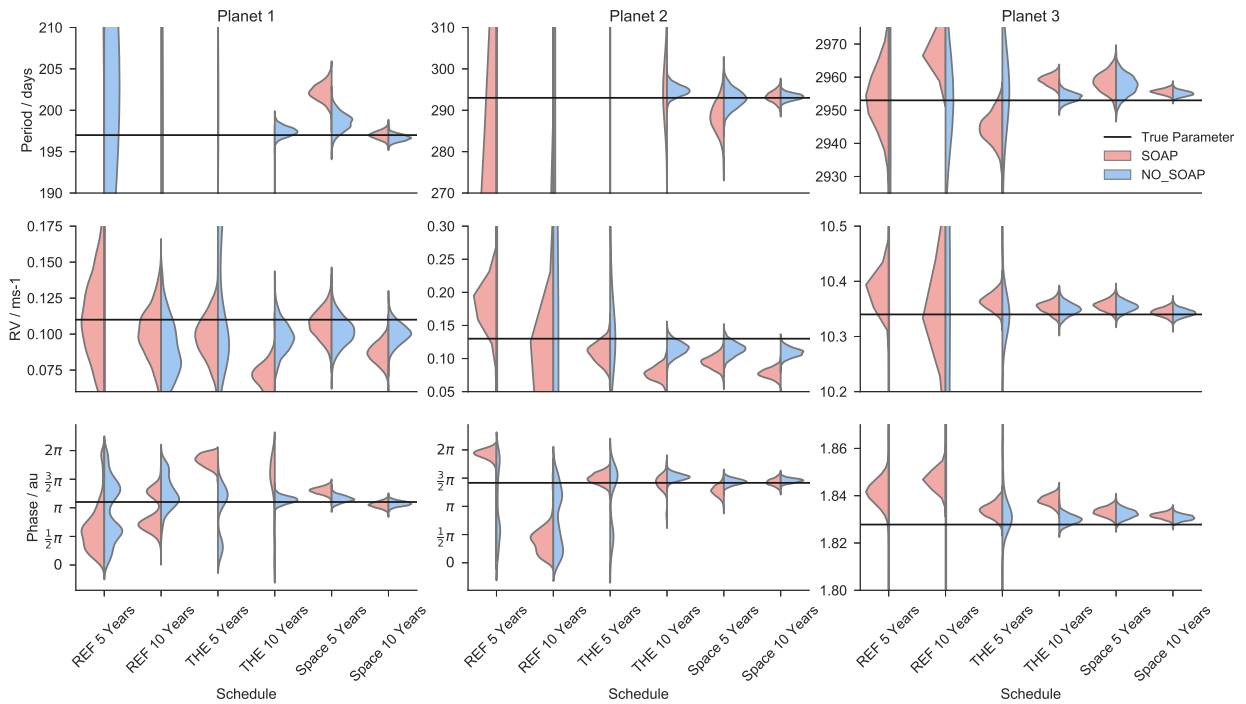 Planet 1
Planet 2
Planet 3
Period / days
210
205
200
195
190
310
300
290
280
270
2970
2960
2950
2940
2930
True Parameter
SOAP
NO_SOAP
RV / ms-1
0.175
0.150
0.125
0.100
0.075
0.30
0.25
0.20
0.15
0.10
0.05
10.5
10.4
10.3
10.2
Phase / au
2π
3/2 π
π
1/2 π
0
2π
3/2 π
π
1/2 π
0
1.86
1.84
1.82
1.80
REF 5 Years
REF 10 Years
THE 5 Years
THE 10 Years
Space 5 Years
Space 10 Years
REF 5 Years
REF 10 Years
THE 5 Years
THE 10 Years
Space 5 Years
Space 10 Years
REF 5 Years
REF 10 Years
THE 5 Years
THE 10 Years
Space 5 Years
Space 10 Years
Schedule
Schedule
Schedule